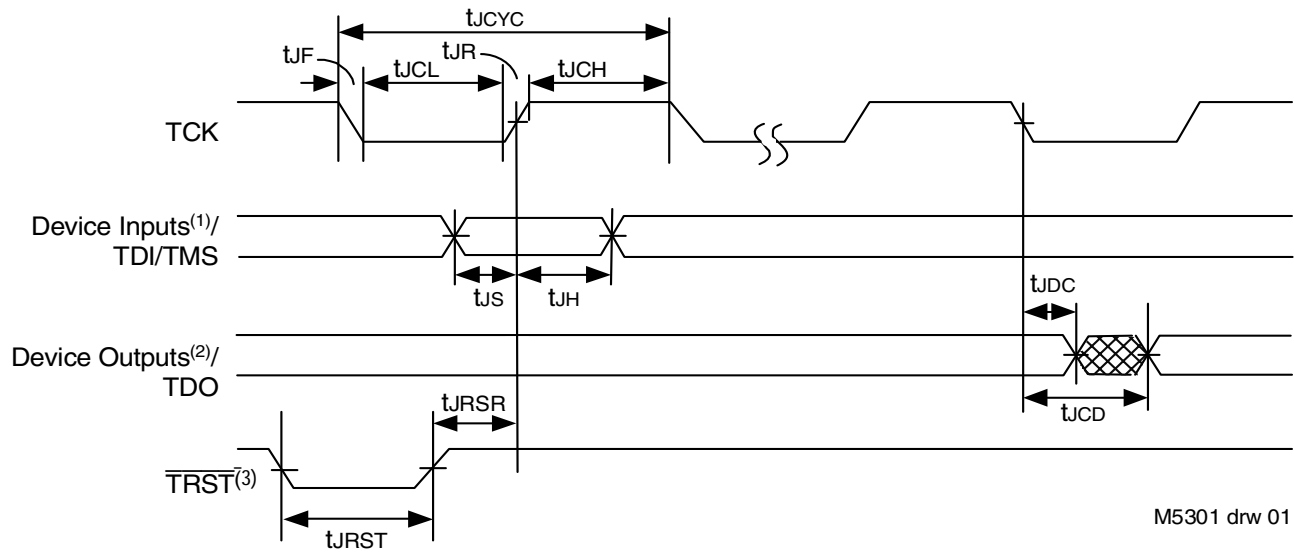 tJCYC
tJF
tJCL
tJR
tJCH
TCK
Device Inputs(1)/
TDI/TMS
tJS
tJH
tJDC
Device Outputs(2)/
TDO
tJRSR
tJCD
TRST(3)
tJRST
M5301 drw 01